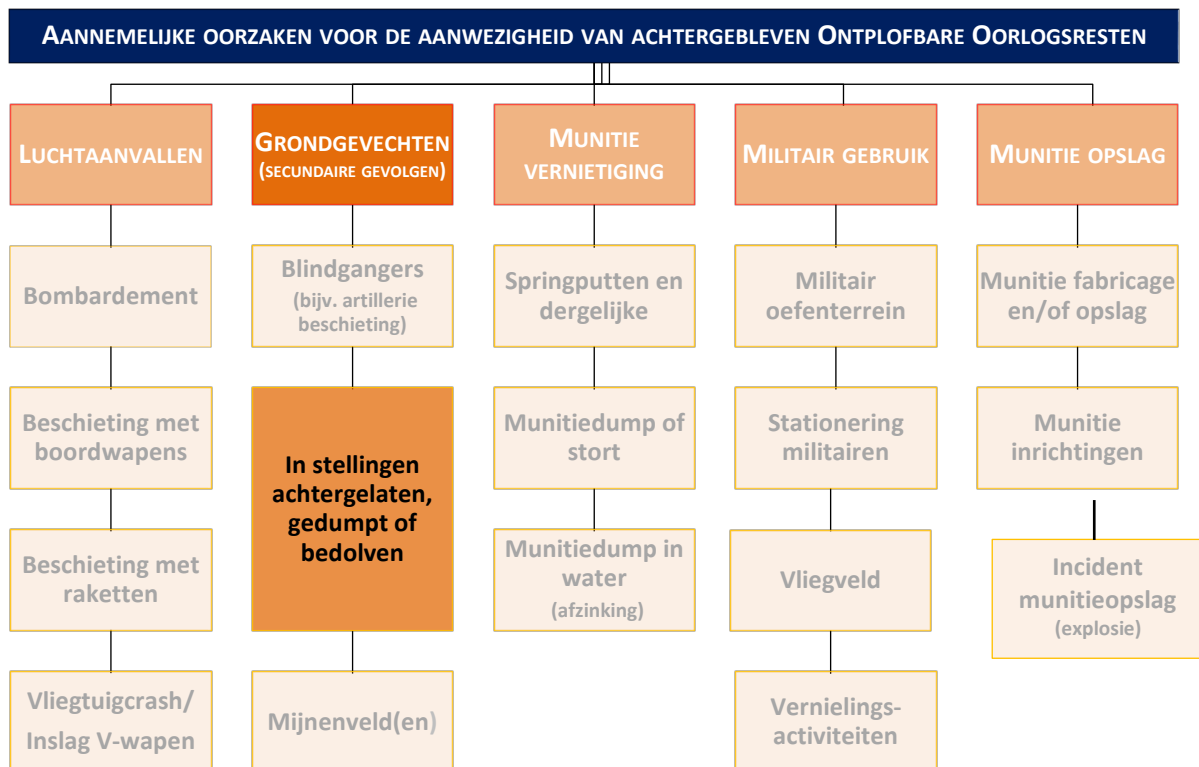 Aannemelijke oorzaken voor de aanwezigheid van achtergebleven Ontplofbare Oorlogsresten
Luchtaanvallen
Bombardement
Beschieting met
boordwapens
Beschieting met
raketten
Vliegtuigcrash/
Inslag V-wapen
Grondgevechten
(secundaire gevolgen)
Blindgangers
(bijv. artillerie
beschieting)
In stellingen
achtergelaten,
gedumpt of
bedolven
Mijnenveld(en)
Munitie
vernietiging
Springputten en
dergelijke
Munitiedump of
stort
Munitiedump in
water
(afzinking)
Militair gebruik
Militair
oefenterrein
Stationering
militairen
Vliegveld
Vernielings-
activiteiten
Munitie opslag
Munitie fabricage
en/of opslag
Munitie
inrichtingen
Incident
munitieopslag
(explosie)